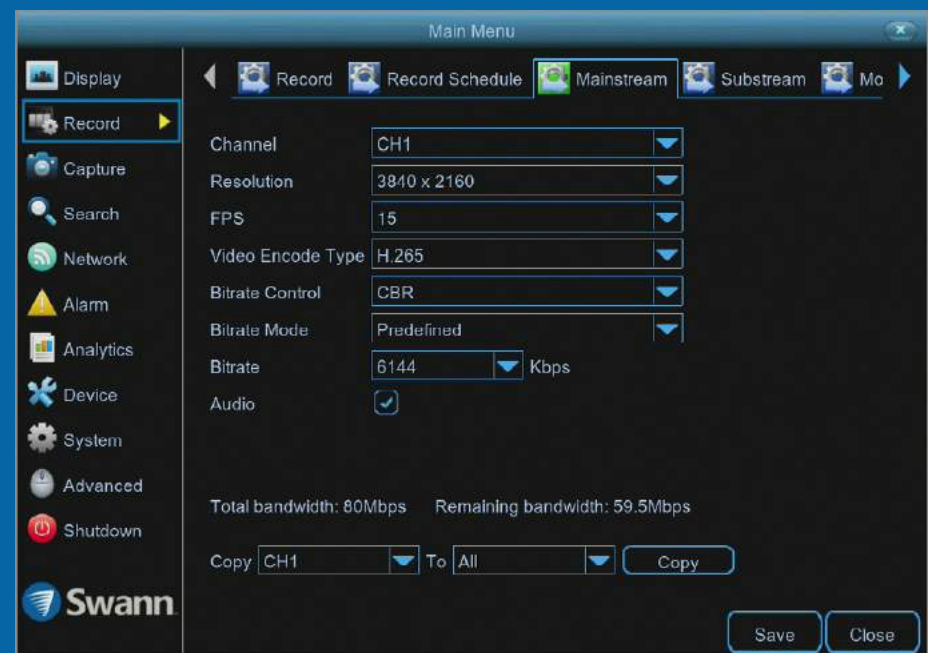 Main Menu
Display
Record
Capture
Search
Network
Alarm
Analytics
Device
System
Advanced
Shutdown
Swann
Record Record Schedule Mainstream Substream Mo
Channel CH1
Resolution 3840 x 2160
FPS 15
Video Encode Type H.265
Bitrate Control CBR
Bitrate Mode Predefined
Bitrate 6144 Kbps
Audio
Total bandwidth: 80Mbps Remaining bandwidth: 59.5Mbps
Copy CH1 To All Copy
Save Close